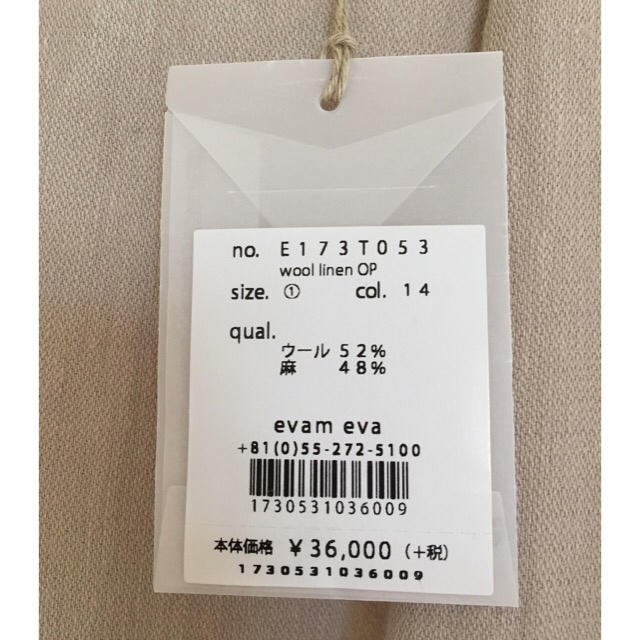 no. E173T053
wool linen OP
size. ① col. 14
qual.
ウール 52%
麻 48%
evam eva
+81(0)55-272-5100
1730531036009
本体価格 ¥36,000 (+税)
1730531036009